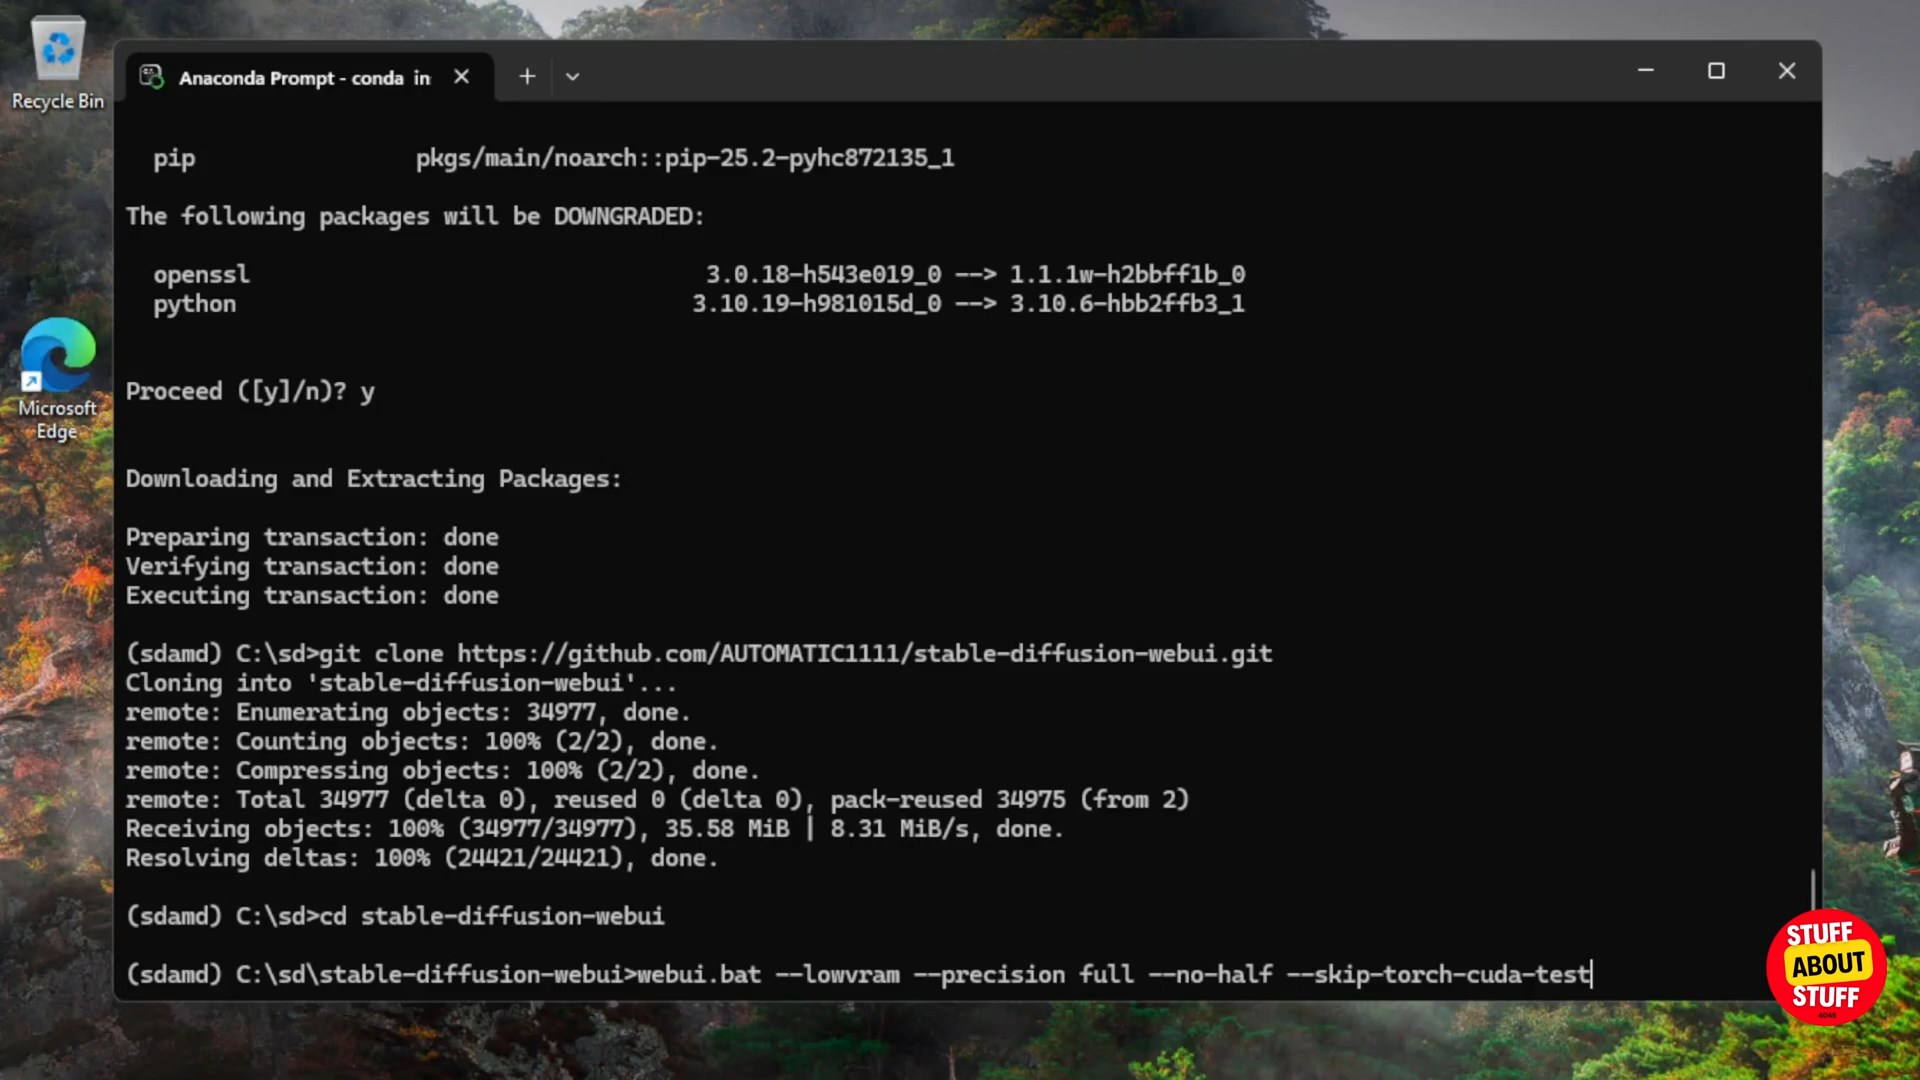 Recycle Bin
Microsoft
Edge
Anaconda Prompt - conda in
pip pkgs/main/noarch::pip-25.2-pyhc872135_1
The following packages will be DOWNGRADED:
openssl 3.0.18-h543e019_0 --> 1.1.1w-h2bbff1b_0
python 3.10.19-h981015d_0 --> 3.10.6-hbb2ffb3_1
Proceed ([y]/n)? y
Downloading and Extracting Packages:
Preparing transaction: done
Verifying transaction: done
Executing transaction: done
(sdamd) C:\sd>git clone https://github.com/AUTOMATIC1111/stable-diffusion-webui.git
Cloning into 'stable-diffusion-webui'...
remote: Enumerating objects: 34977, done.
remote: Counting objects: 100% (2/2), done.
remote: Compressing objects: 100% (2/2), done.
remote: Total 34977 (delta 0), reused 0 (delta 0), pack-reused 34975 (from 2)
Receiving objects: 100% (34977/34977), 35.58 MiB | 8.31 MiB/s, done.
Resolving deltas: 100% (24421/24421), done.
(sdamd) C:\sd>cd stable-diffusion-webui
(sdamd) C:\sd\stable-diffusion-webui>webui.bat --lowvram --precision full --no-half --skip-torch-cuda-test
STUFF
ABOUT
STUFF